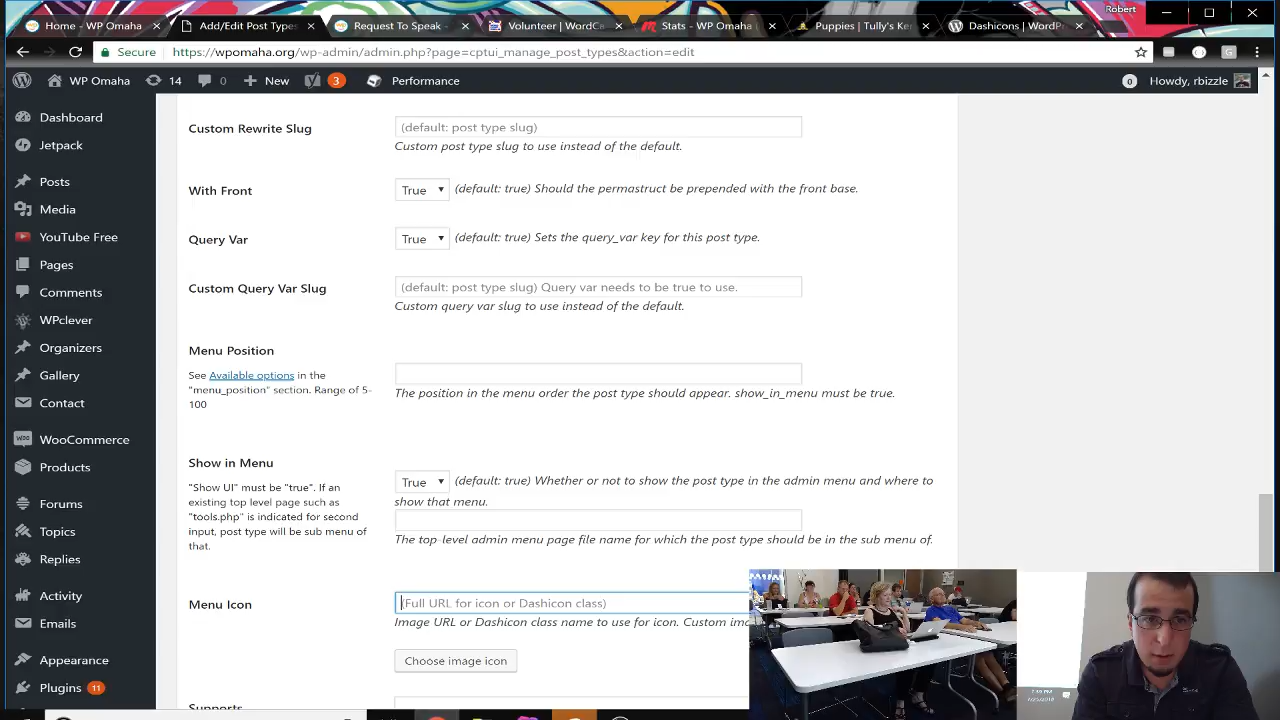 Robert
Home - WP Omaha
Add/Edit Post Types
Request To Speak
Volunteer | WordCa
Stats - WP Omaha
Puppies | Tully's Ke
Dashicons | WordP
Secure https://wpomaha.org/wp-admin/admin.php?page=cptui_manage_post_types&action=edit
WP Omaha 14 0 New 3 Performance 0 Howdy, rbizzle
Dashboard
Jetpack
Posts
Media
YouTube Free
Pages
Comments
WPclever
Organizers
Gallery
Contact
WooCommerce
Products
Forums
Topics
Replies
Activity
Emails
Appearance
Plugins 11
Custom Rewrite Slug
(default: post type slug)
Custom post type slug to use instead of the default.
With Front
True (default: true) Should the permastruct be prepended with the front base.
Query Var
True (default: true) Sets the query_var key for this post type.
Custom Query Var Slug
(default: post type slug) Query var needs to be true to use.
Custom query var slug to use instead of the default.
Menu Position
See Available options in the
"menu_position" section. Range of 5-
100
The position in the menu order the post type should appear. show_in_menu must be true.
Show in Menu
"Show UI" must be "true". If an
existing top level page such as
"tools.php" is indicated for second
input, post type will be sub menu of
that.
True (default: true) Whether or not to show the post type in the admin menu and where to
show that menu.
The top-level admin menu page file name for which the post type should be in the sub menu of.
Menu Icon
(Full URL for icon or Dashicon class)
Image URL or Dashicon class name to use for icon. Custom ima
Choose image icon
Supports